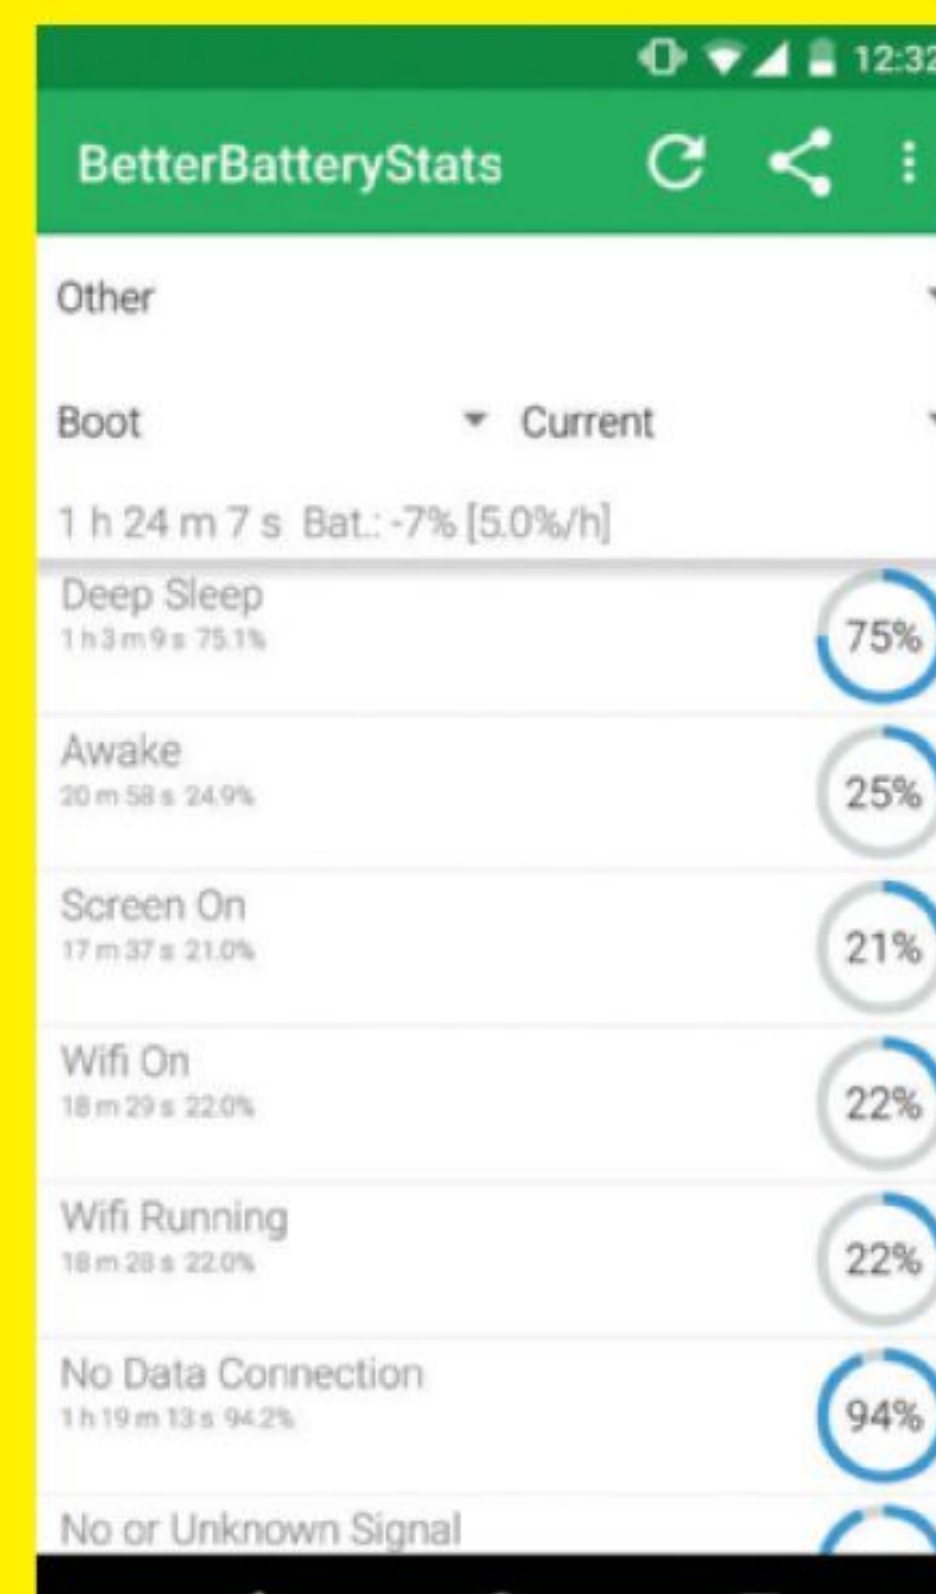 12:32
BetterBatteryStats
Other
Boot Current
1 h 24 m 7 s Bat.: -7% [5.0%/h]
Deep Sleep
1 h 3 m 9 s 75.1%
75%
Awake
20 m 58 s 24.9%
25%
Screen On
17 m 37 s 21.0%
21%
Wifi On
18 m 29 s 22.0%
22%
Wifi Running
18 m 28 s 22.0%
22%
No Data Connection
1 h 19 m 13 s 94.2%
94%
No or Unknown Signal